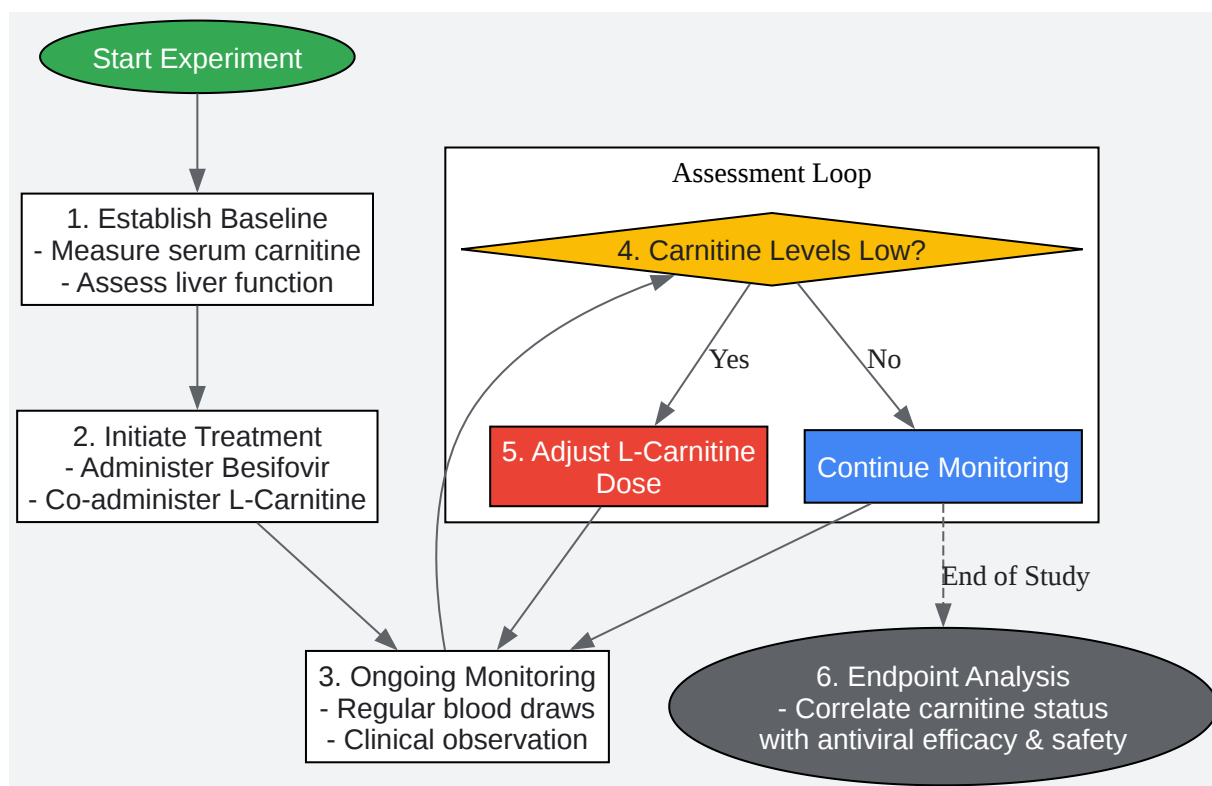 Start Experiment
1. Establish Baseline
- Measure serum carnitine
- Assess liver function
2. Initiate Treatment
- Administer Besifovir
- Co-administer L-Carnitine
3. Ongoing Monitoring
- Regular blood draws
- Clinical observation
Assessment Loop
4. Carnitine Levels Low?
Yes
No
5. Adjust L-Carnitine
Dose
Continue Monitoring
End of Study
6. Endpoint Analysis
- Correlate carnitine status
with antiviral efficacy & safety